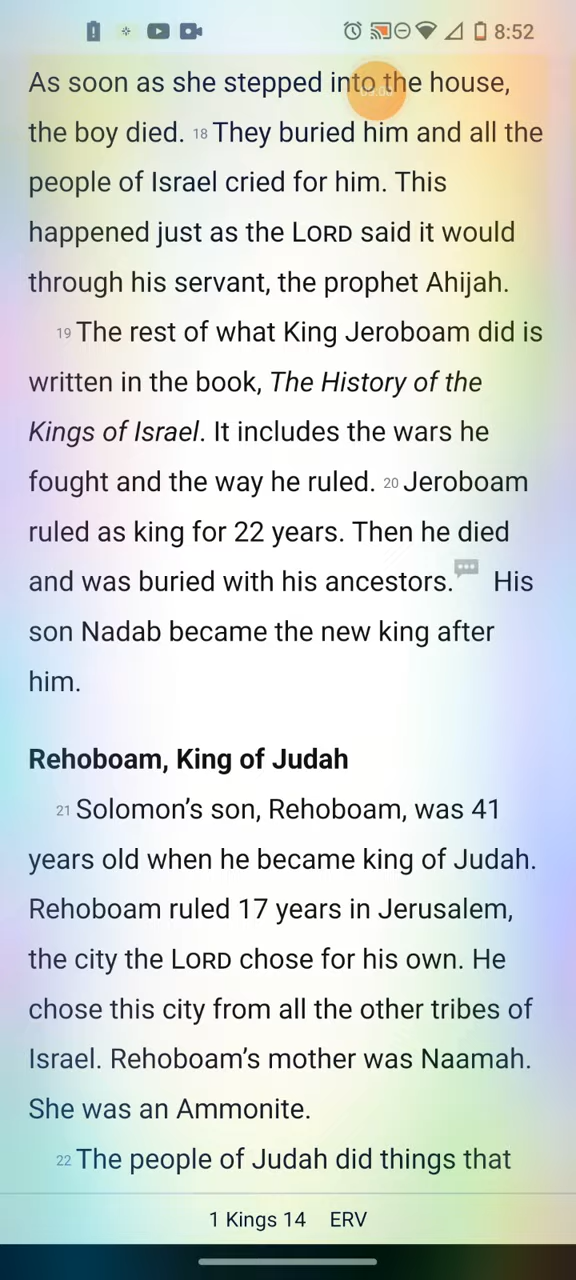 8:52
As soon as she stepped into the house,
the boy died. 18 They buried him and all the
people of Israel cried for him. This
happened just as the LORD said it would
through his servant, the prophet Ahijah.
19 The rest of what King Jeroboam did is
written in the book, The History of the
Kings of Israel. It includes the wars he
fought and the way he ruled. 20 Jeroboam
ruled as king for 22 years. Then he died
and was buried with his ancestors. His
son Nadab became the new king after
him.
Rehoboam, King of Judah
21 Solomon’s son, Rehoboam, was 41
years old when he became king of Judah.
Rehoboam ruled 17 years in Jerusalem,
the city the LORD chose for his own. He
chose this city from all the other tribes of
Israel. Rehoboam’s mother was Naamah.
She was an Ammonite.
22 The people of Judah did things that
1 Kings 14 ERV